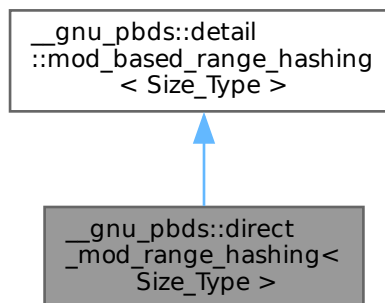 __gnu_pbds::detail
::mod_based_range_hashing
< Size_Type >
__gnu_pbds::direct
_mod_range_hashing<
Size_Type >